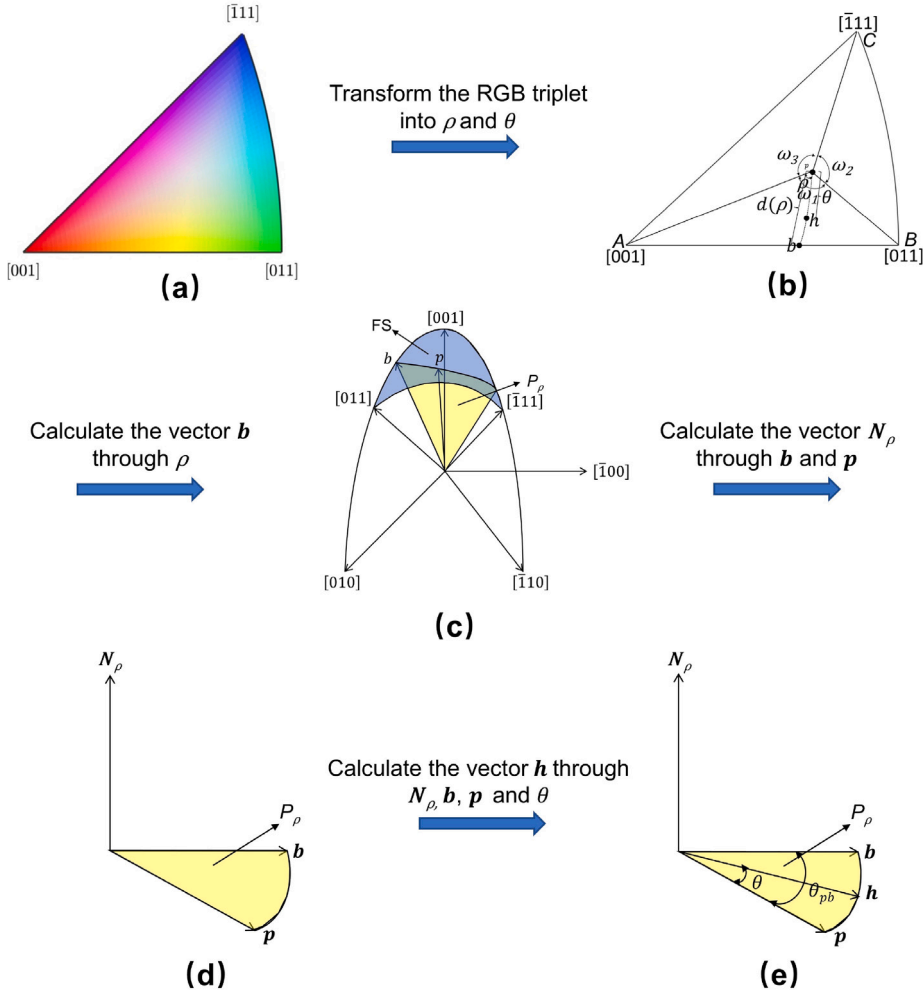 [1̅11]
[001]
[011]
(a)
Transform the RGB triplet
into ρ and θ
[1̅11]
C
ω3
p
ω2
ρ
ω1
θ
d(ρ)
h
A
b
B
[001]
[011]
(b)
FS
[001]
b
p
Pρ
[011]
[1̅11]
[1̅00]
[010]
[1̅10]
(c)
Calculate the vector b
through ρ
Calculate the vector Nρ
through b and p
Nρ
Pρ
b
p
(d)
Calculate the vector h through
Nρ, b, p and θ
Nρ
Pρ
b
θ
θpb
h
p
(e)